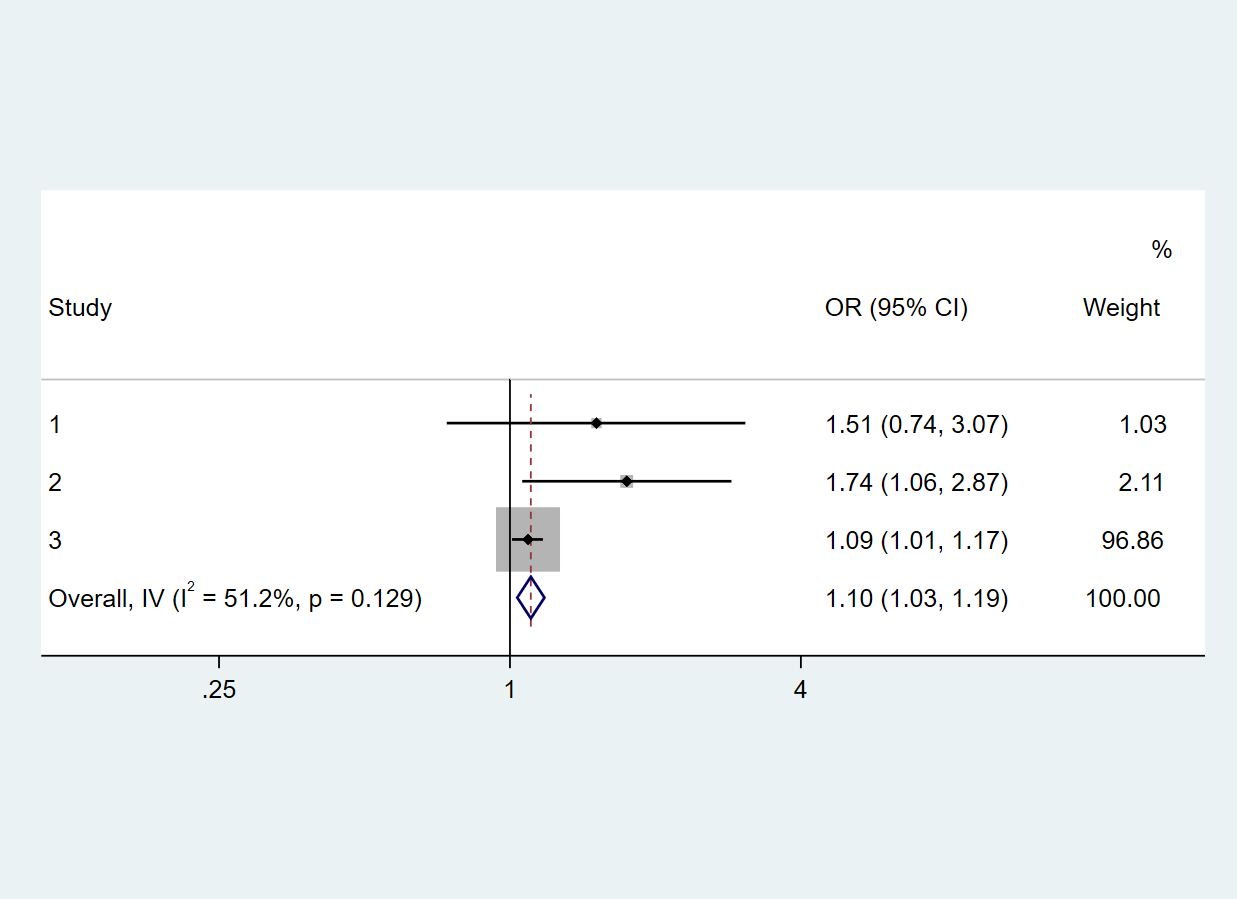 %
Study OR (95% CI) Weight
1 1.51 (0.74, 3.07) 1.03
2 1.74 (1.06, 2.87) 2.11
3 1.09 (1.01, 1.17) 96.86
Overall, IV (I² = 51.2%, p = 0.129) 1.10 (1.03, 1.19) 100.00
.25 1 4